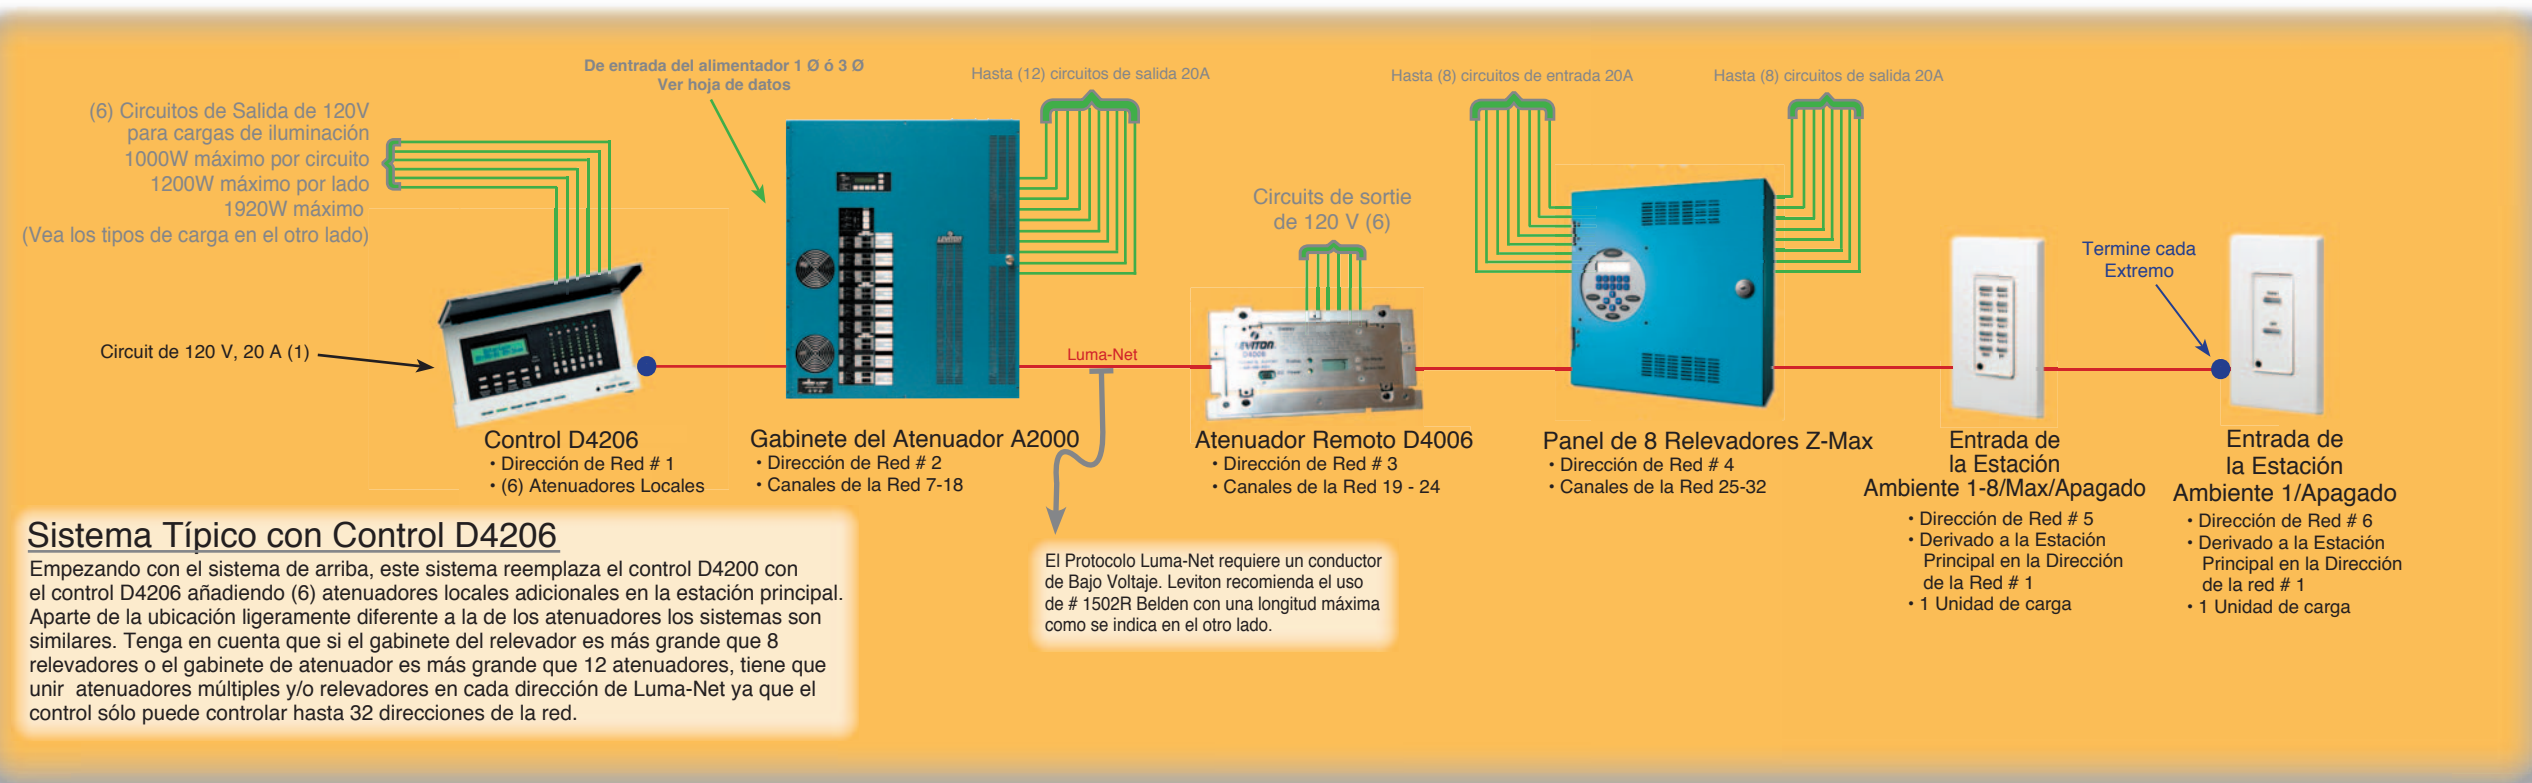 De entrada del alimentador 1 Ø ó 3 Ø
Ver hoja de datos
Hasta (12) circuitos de salida 20A
Hasta (8) circuitos de entrada 20A
Hasta (8) circuitos de salida 20A
(6) Circuitos de Salida de 120V
para cargas de iluminación
1000W máximo por circuito
1200W máximo por lado
1920W máximo
(Vea los tipos de carga en el otro lado)
Circuits de sortie
de 120 V (6)
Termine cada
Extremo
Circuit de 120 V, 20 A (1)
Luma-Net
LEVITON
LEVITON
D4006
Control D4206
• Dirección de Red # 1
• (6) Atenuadores Locales
Gabinete del Atenuador A2000
• Dirección de Red # 2
• Canales de la Red 7-18
Atenuador Remoto D4006
• Dirección de Red # 3
• Canales de la Red 19 - 24
Panel de 8 Relevadores Z-Max
• Dirección de Red # 4
• Canales de la Red 25-32
Entrada de
la Estación
Ambiente 1-8/Max/Apagado
• Dirección de Red # 5
• Derivado a la Estación
Principal en la Dirección
de la Red # 1
• 1 Unidad de carga
Entrada de
la Estación
Ambiente 1/Apagado
• Dirección de Red # 6
• Derivado a la Estación
Principal en la Dirección
de la red # 1
• 1 Unidad de carga
Sistema Típico con Control D4206
Empezando con el sistema de arriba, este sistema reemplaza el control D4200 con
el control D4206 añadiendo (6) atenuadores locales adicionales en la estación principal.
Aparte de la ubicación ligeramente diferente a la de los atenuadores los sistemas son
similares. Tenga en cuenta que si el gabinete del relevador es más grande que 8
relevadores o el gabinete de atenuador es más grande que 12 atenuadores, tiene que
unir atenuadores múltiples y/o relevadores en cada dirección de Luma-Net ya que el
control sólo puede controlar hasta 32 direcciones de la red.
El Protocolo Luma-Net requiere un conductor
de Bajo Voltaje. Leviton recomienda el uso
de # 1502R Belden con una longitud máxima
como se indica en el otro lado.